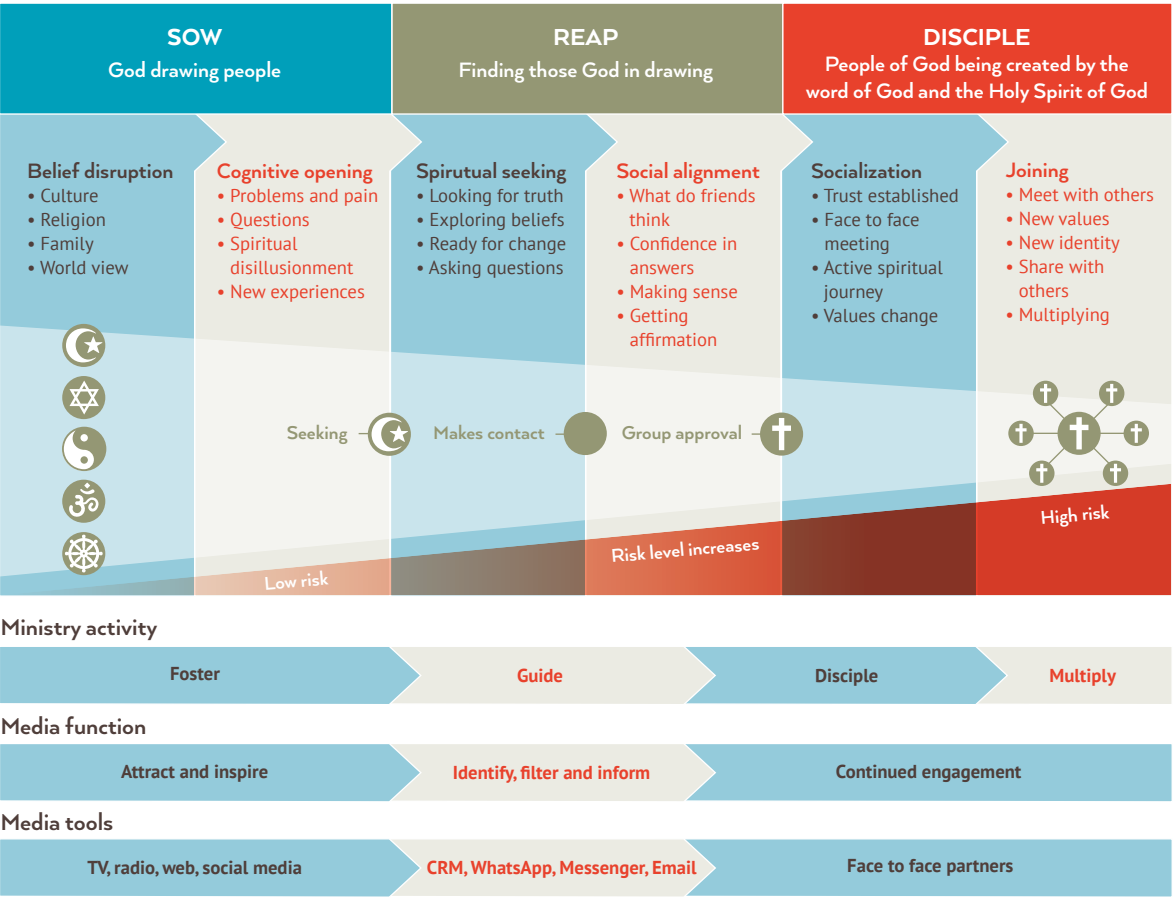 SOW
God drawing people
REAP
Finding those God in drawing
DISCIPLE
People of God being created by the
word of God and the Holy Spirit of God
Belief disruption
• Culture
• Religion
• Family
• World view
Cognitive opening
• Problems and pain
• Questions
• Spiritual
disillusionment
• New experiences
Spirutual seeking
• Looking for truth
• Exploring beliefs
• Ready for change
• Asking questions
Social alignment
• What do friends
think
• Confidence in
answers
• Making sense
• Getting
affirmation
Socialization
• Trust established
• Face to face
meeting
• Active spiritual
journey
• Values change
Joining
• Meet with others
• New values
• New identity
• Share with
others
• Multiplying
ॐ
Seeking
Makes contact
Group approval
Low risk
Risk level increases
High risk
Ministry activity
Foster
Guide
Disciple
Multiply
Media function
Attract and inspire
Identify, filter and inform
Continued engagement
Media tools
TV, radio, web, social media
CRM, WhatsApp, Messenger, Email
Face to face partners